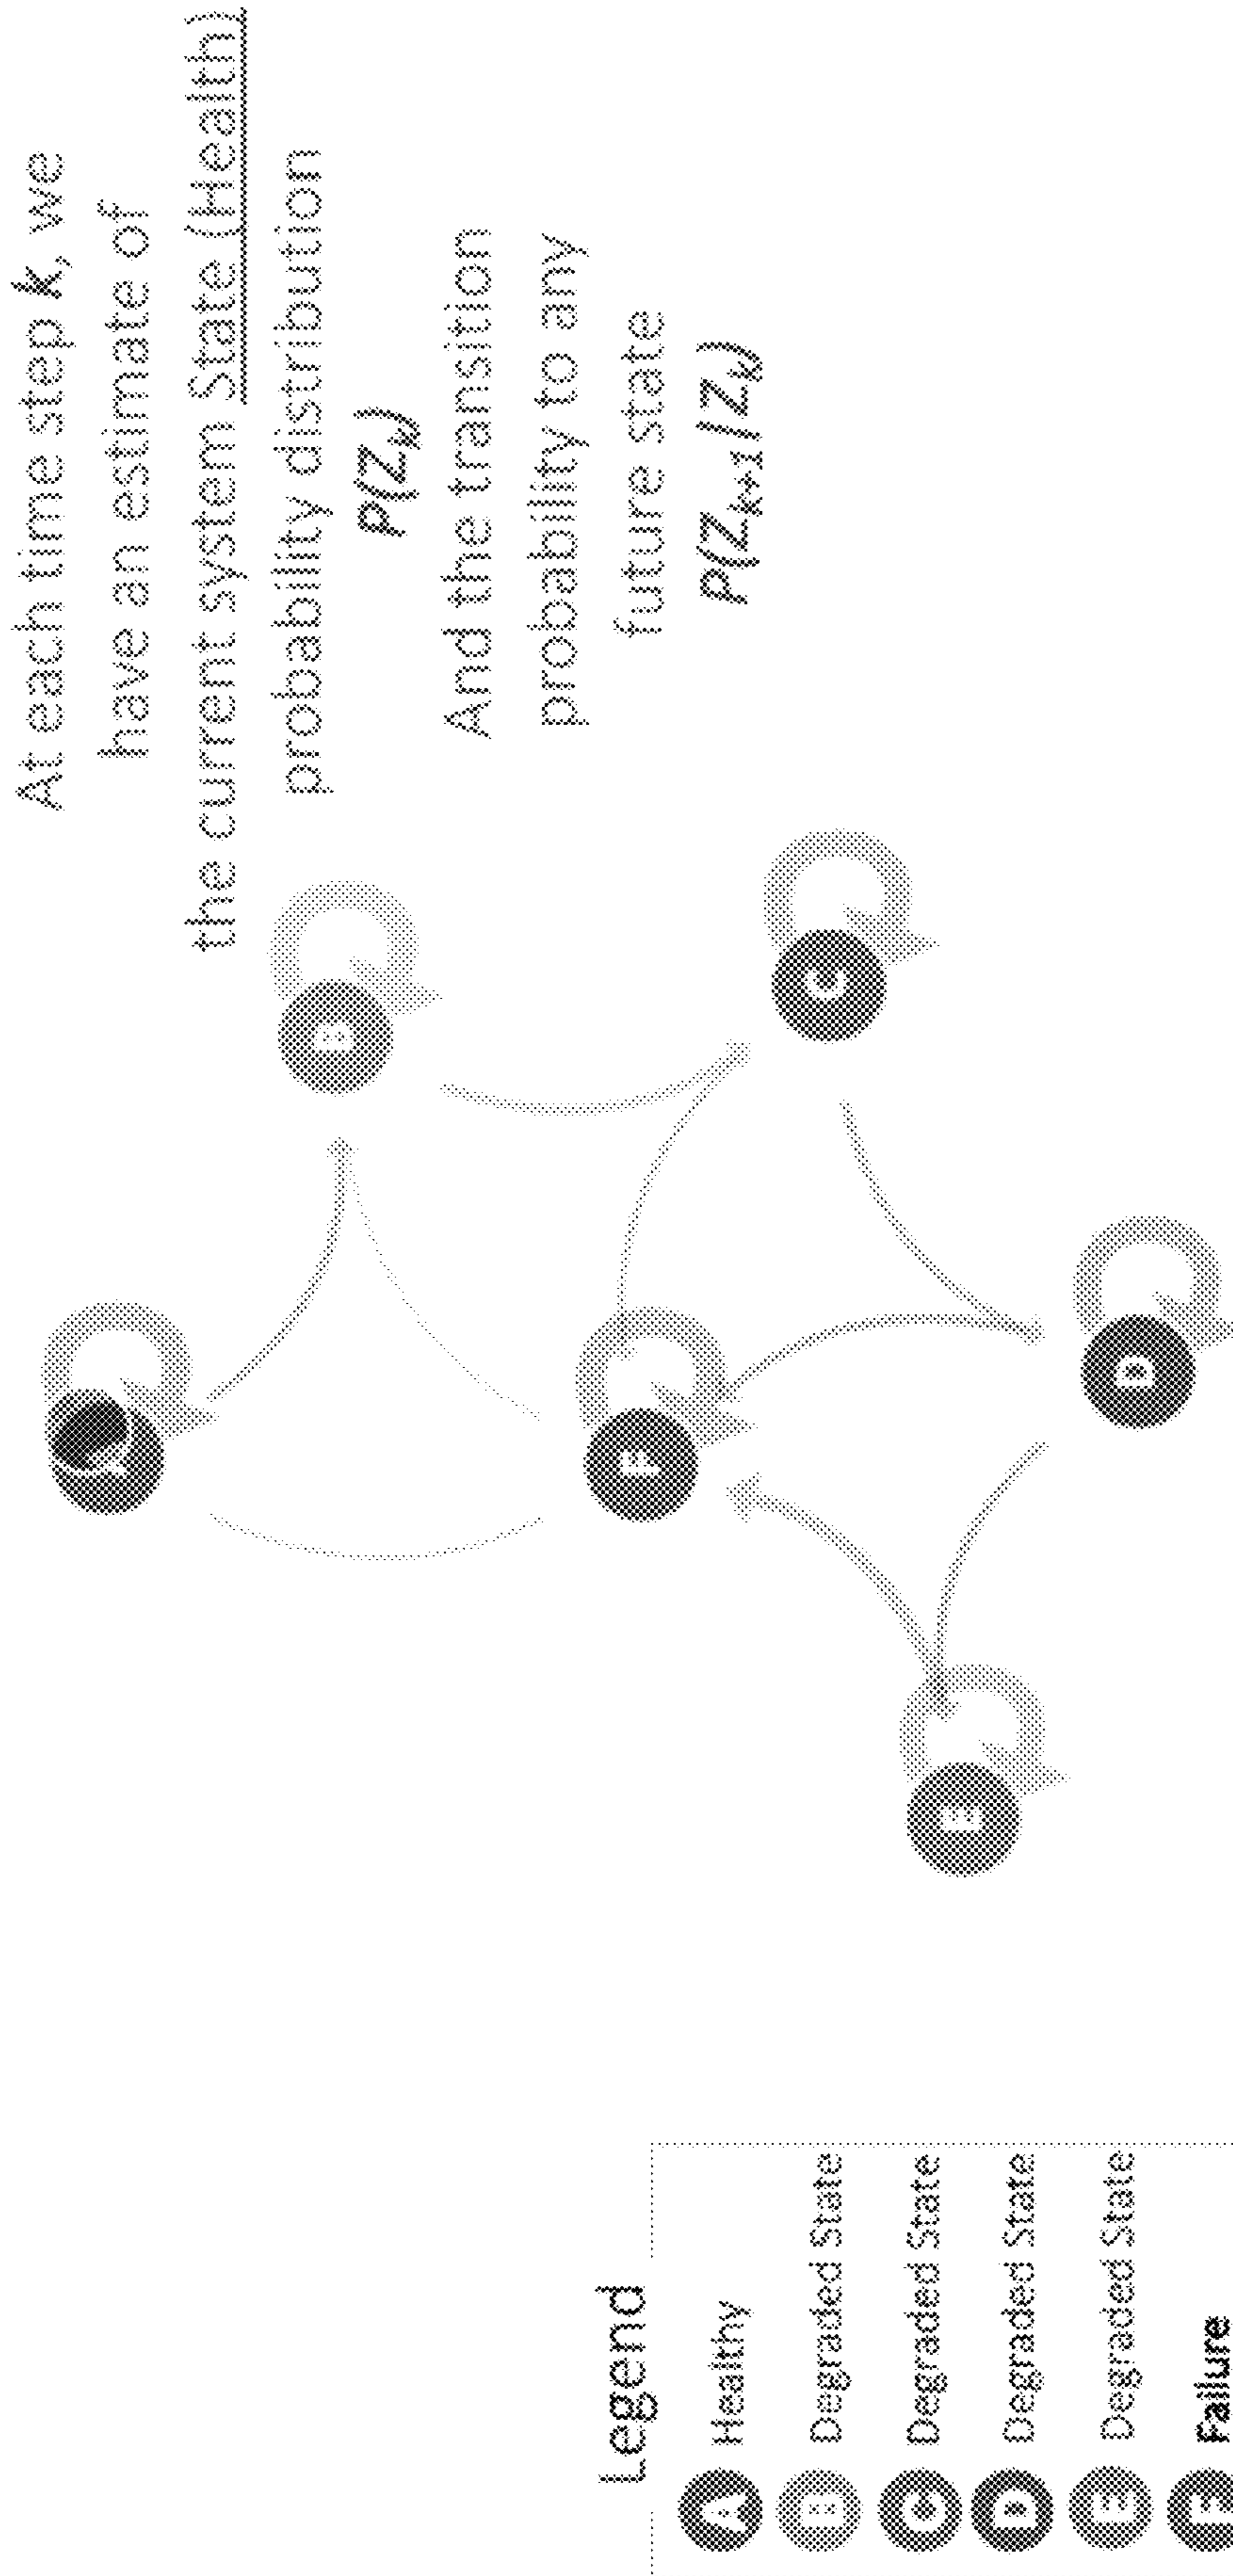 At each time step k, we
have an estimate of
the current system State (Health)
probability distribution
P(Zk)
And the transition
probability to any
future state
P(Zk+1|Zk)
B
C
F
D
E
Legend
A Healthy
B Degraded State
C Degraded State
D Degraded State
E Degraded State
F Failure